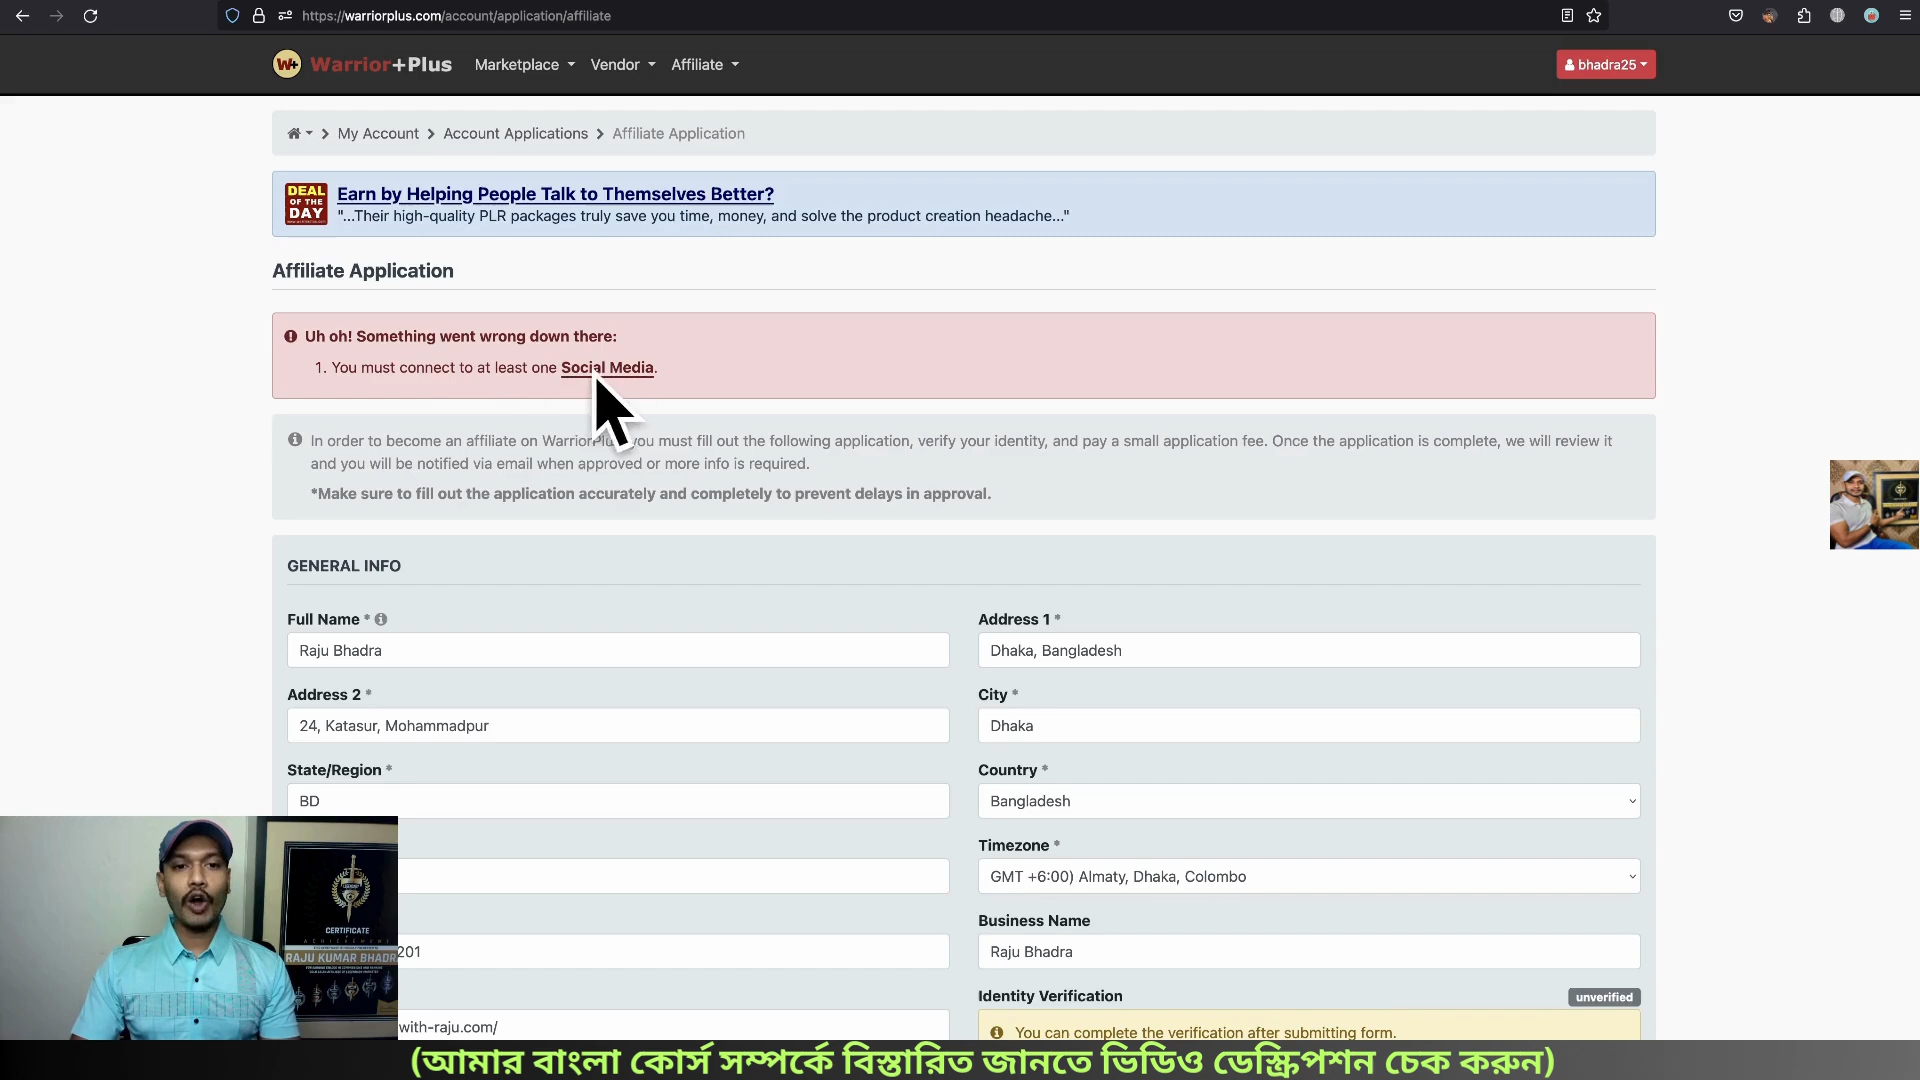 https://warriorplus.com/account/application/affiliate
W+ Warrior+Plus Marketplace Vendor Affiliate bhadra25
My Account Account Applications Affiliate Application
DEAL OF THE DAY
Earn by Helping People Talk to Themselves Better?
"...Their high-quality PLR packages truly save you time, money, and solve the product creation headache..."
Affiliate Application
Uh oh! Something went wrong down there:
1. You must connect to at least one Social Media.
In order to become an affiliate on WarriorPlus, you must fill out the following application, verify your identity, and pay a small application fee. Once the application is complete, we will review it
and you will be notified via email when approved or more info is required.
*Make sure to fill out the application accurately and completely to prevent delays in approval.
GENERAL INFO
Full Name *
Raju Bhadra
Address 1 *
Dhaka, Bangladesh
Address 2 *
24, Katasur, Mohammadpur
City *
Dhaka
State/Region *
BD
Country *
Bangladesh
Timezone *
GMT +6:00) Almaty, Dhaka, Colombo
Business Name
201
Raju Bhadra
Identity Verification unverified
with-raju.com/
You can complete the verification after submitting form.
CERTIFICATE
RAJU KUMAR BHADR
(আমার বাংলা কোর্স সম্পর্কে বিস্তারিত জানতে ভিডিও ডেস্ক্রিপশন চেক করুন)